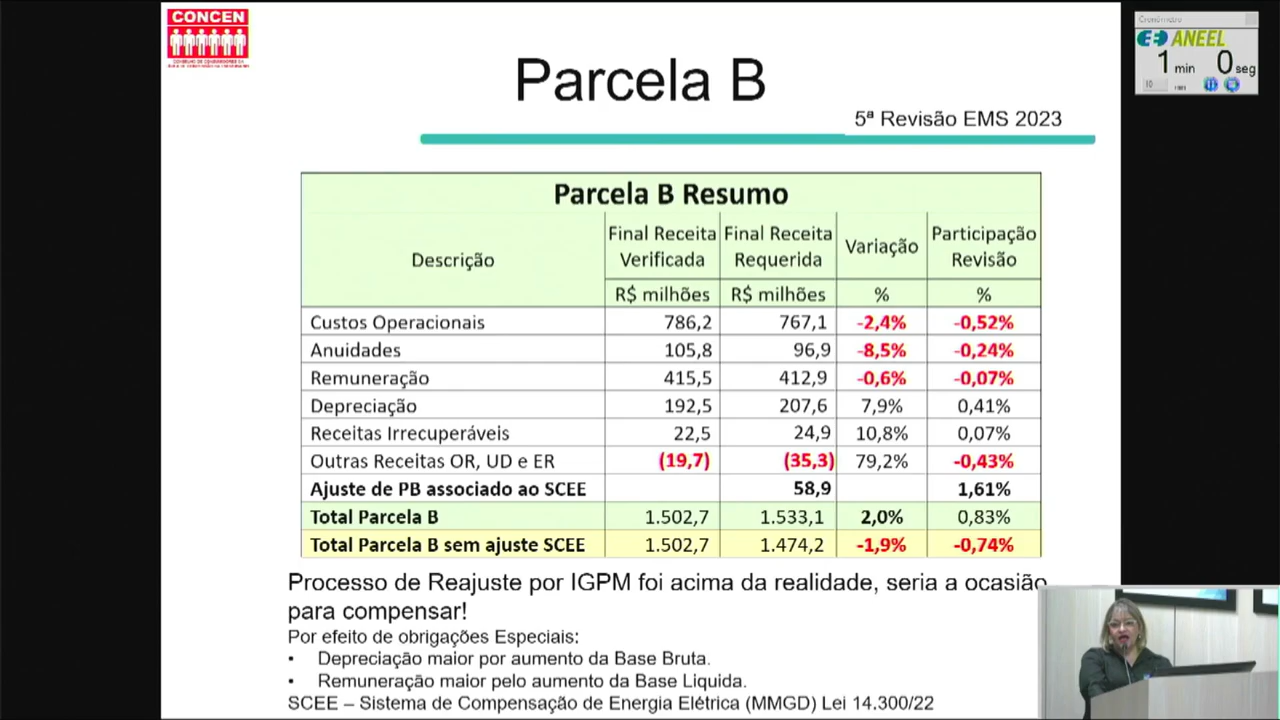 CONCEN
Cronômetro
ANEEL
1 min 0 seg
10
Parcela B
5ª Revisão EMS 2023
Parcela B Resumo
Descrição
Final Receita Verificada
Final Receita Requerida
Variação
Participação Revisão
R$ milhões R$ milhões % %
Custos Operacionais 786,2 767,1 -2,4% -0,52%
Anuidades 105,8 96,9 -8,5% -0,24%
Remuneração 415,5 412,9 -0,6% -0,07%
Depreciação 192,5 207,6 7,9% 0,41%
Receitas Irrecuperáveis 22,5 24,9 10,8% 0,07%
Outras Receitas OR, UD e ER (19,7) (35,3) 79,2% -0,43%
Ajuste de PB associado ao SCEE 58,9 1,61%
Total Parcela B 1.502,7 1.533,1 2,0% 0,83%
Total Parcela B sem ajuste SCEE 1.502,7 1.474,2 -1,9% -0,74%
Processo de Reajuste por IGPM foi acima da realidade, seria a ocasião
para compensar!
Por efeito de obrigações Especiais:
• Depreciação maior por aumento da Base Bruta.
• Remuneração maior pelo aumento da Base Liquida.
SCEE – Sistema de Compensação de Energia Elétrica (MMGD) Lei 14.300/22